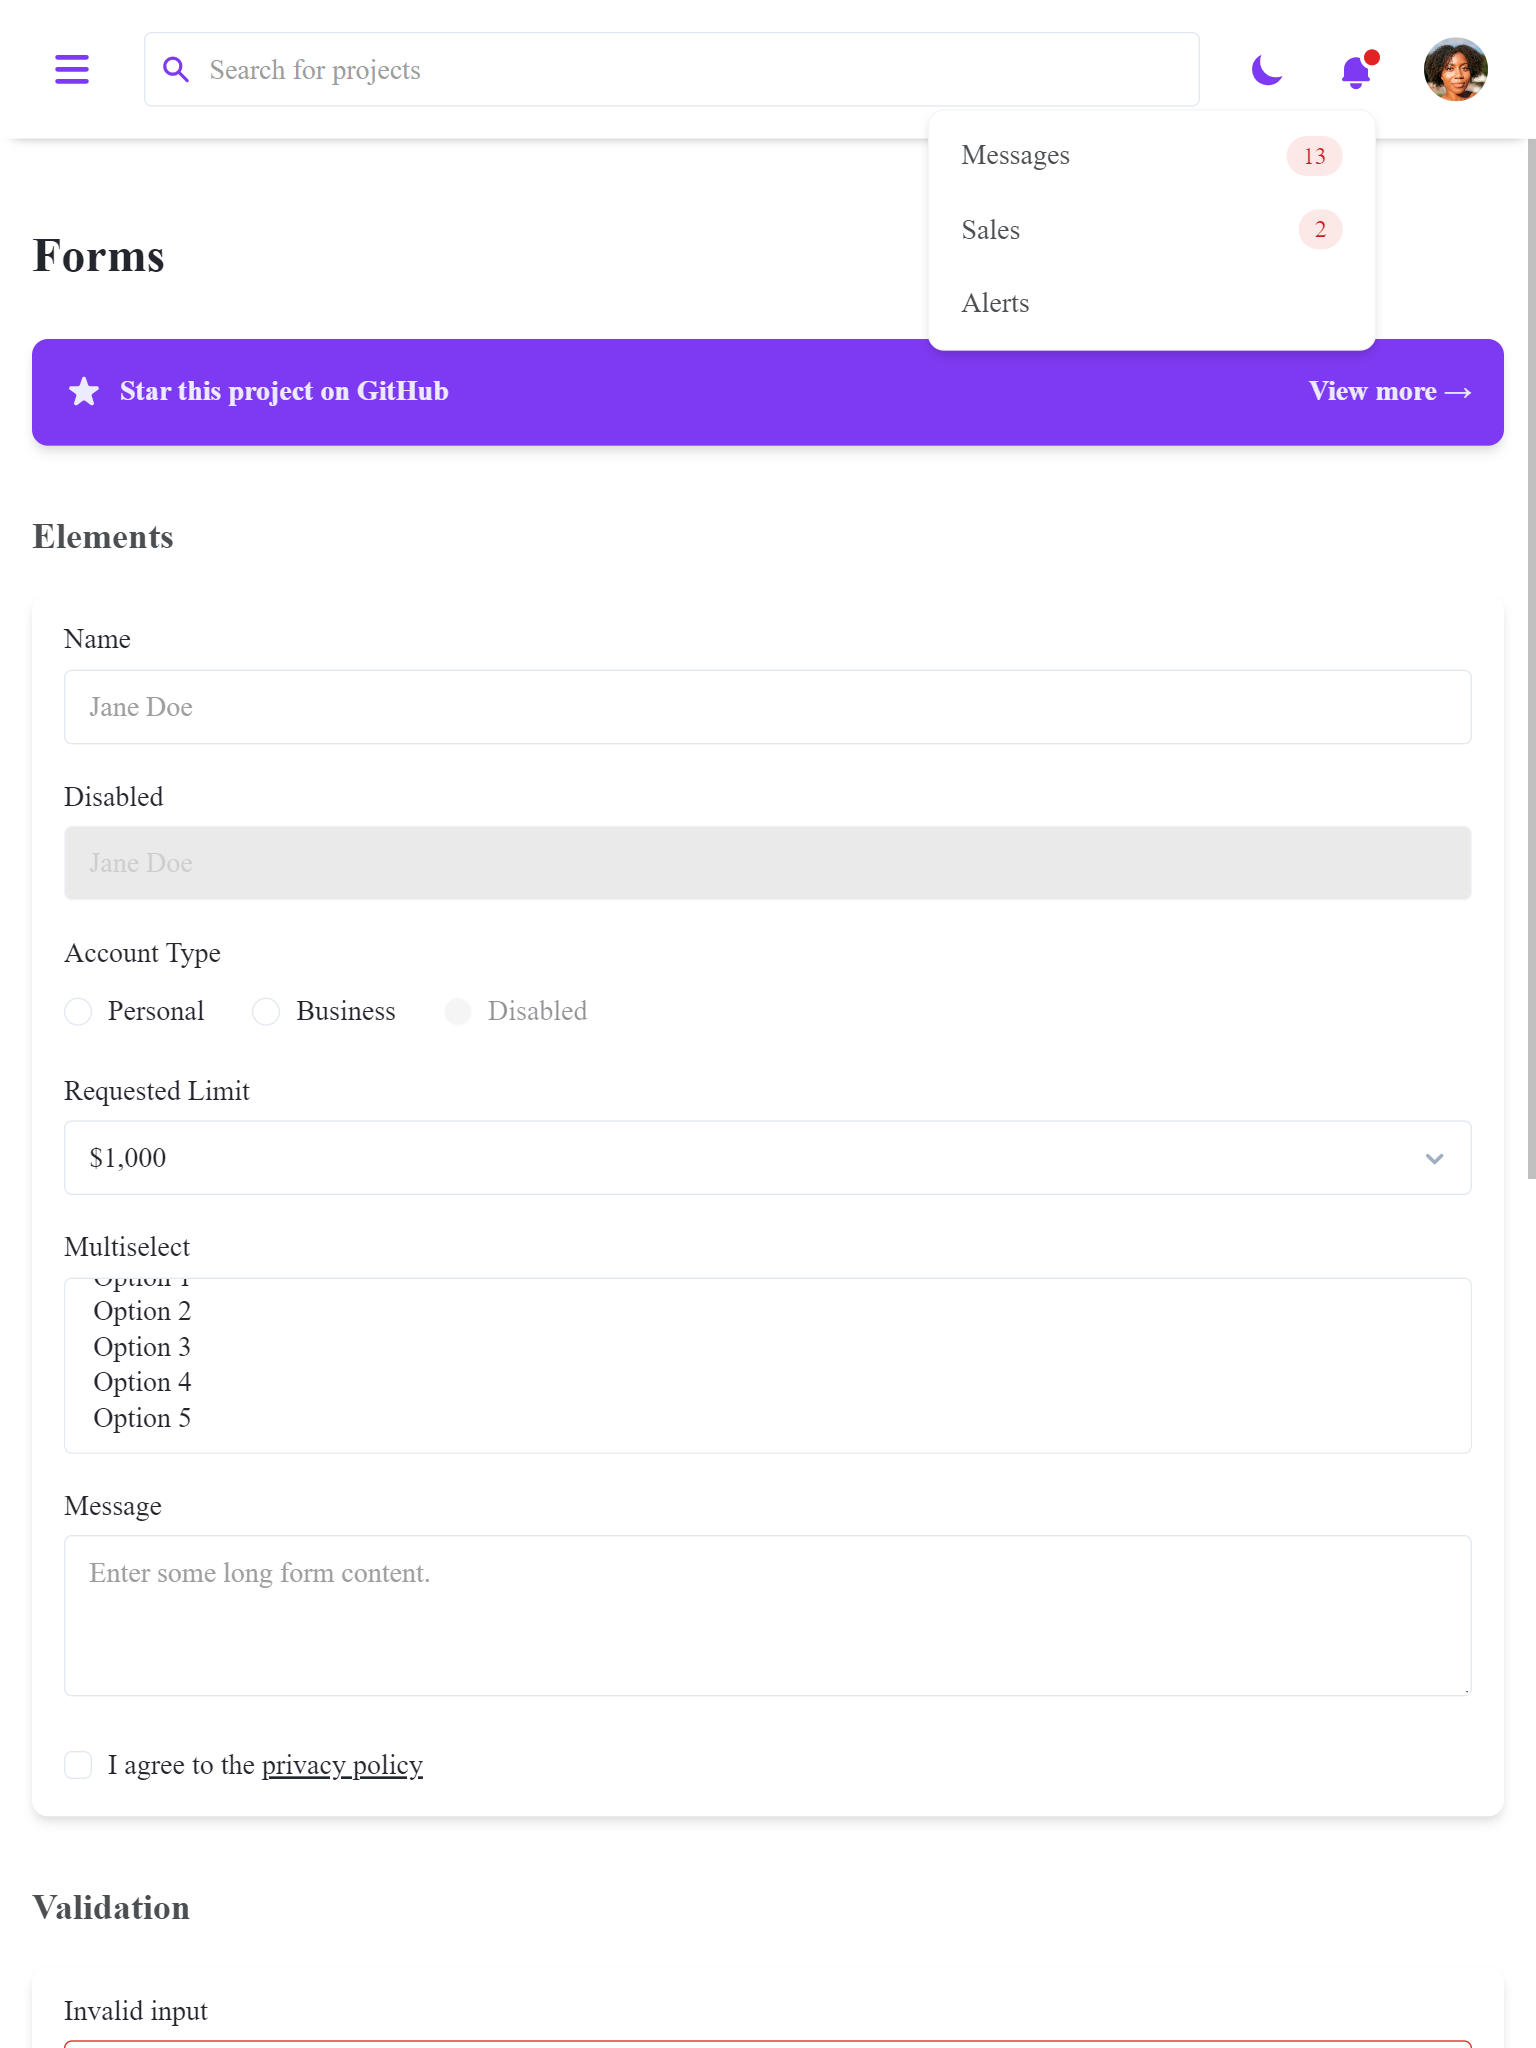 Search for projects
Messages 13
Sales 2
Alerts
Forms
Star this project on GitHub
View more →
Elements
Name
Jane Doe
Disabled
Jane Doe
Account Type
Personal Business Disabled
Requested Limit
$1,000
Multiselect
Option 1
Option 2
Option 3
Option 4
Option 5
Message
Enter some long form content.
I agree to the privacy policy
Validation
Invalid input